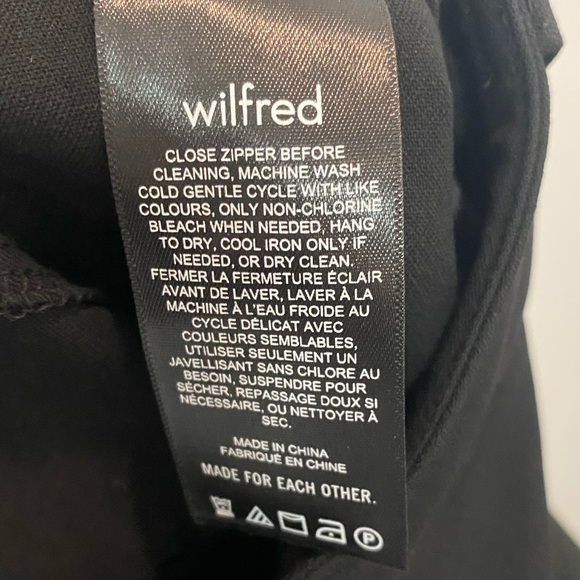 wilfred
CLOSE ZIPPER BEFORE
CLEANING, MACHINE WASH
COLD GENTLE CYCLE WITH LIKE
COLOURS, ONLY NON-CHLORINE
BLEACH WHEN NEEDED, HANG
TO DRY, COOL IRON ONLY IF
NEEDED, OR DRY CLEAN.
FERMER LA FERMETURE ÉCLAIR
AVANT DE LAVER, LAVER À LA
MACHINE À L'EAU FROIDE AU
CYCLE DÉLICAT AVEC
COULEURS SEMBLABLES,
UTILISER SEULEMENT UN
JAVELLISANT SANS CHLORE AU
BESOIN, SUSPENDRE POUR
SÉCHER, REPASSAGE DOUX SI
NÉCESSAIRE, OU NETTOYER À
SEC.
MADE IN CHINA
FABRIQUÉ EN CHINE
MADE FOR EACH OTHER.
P